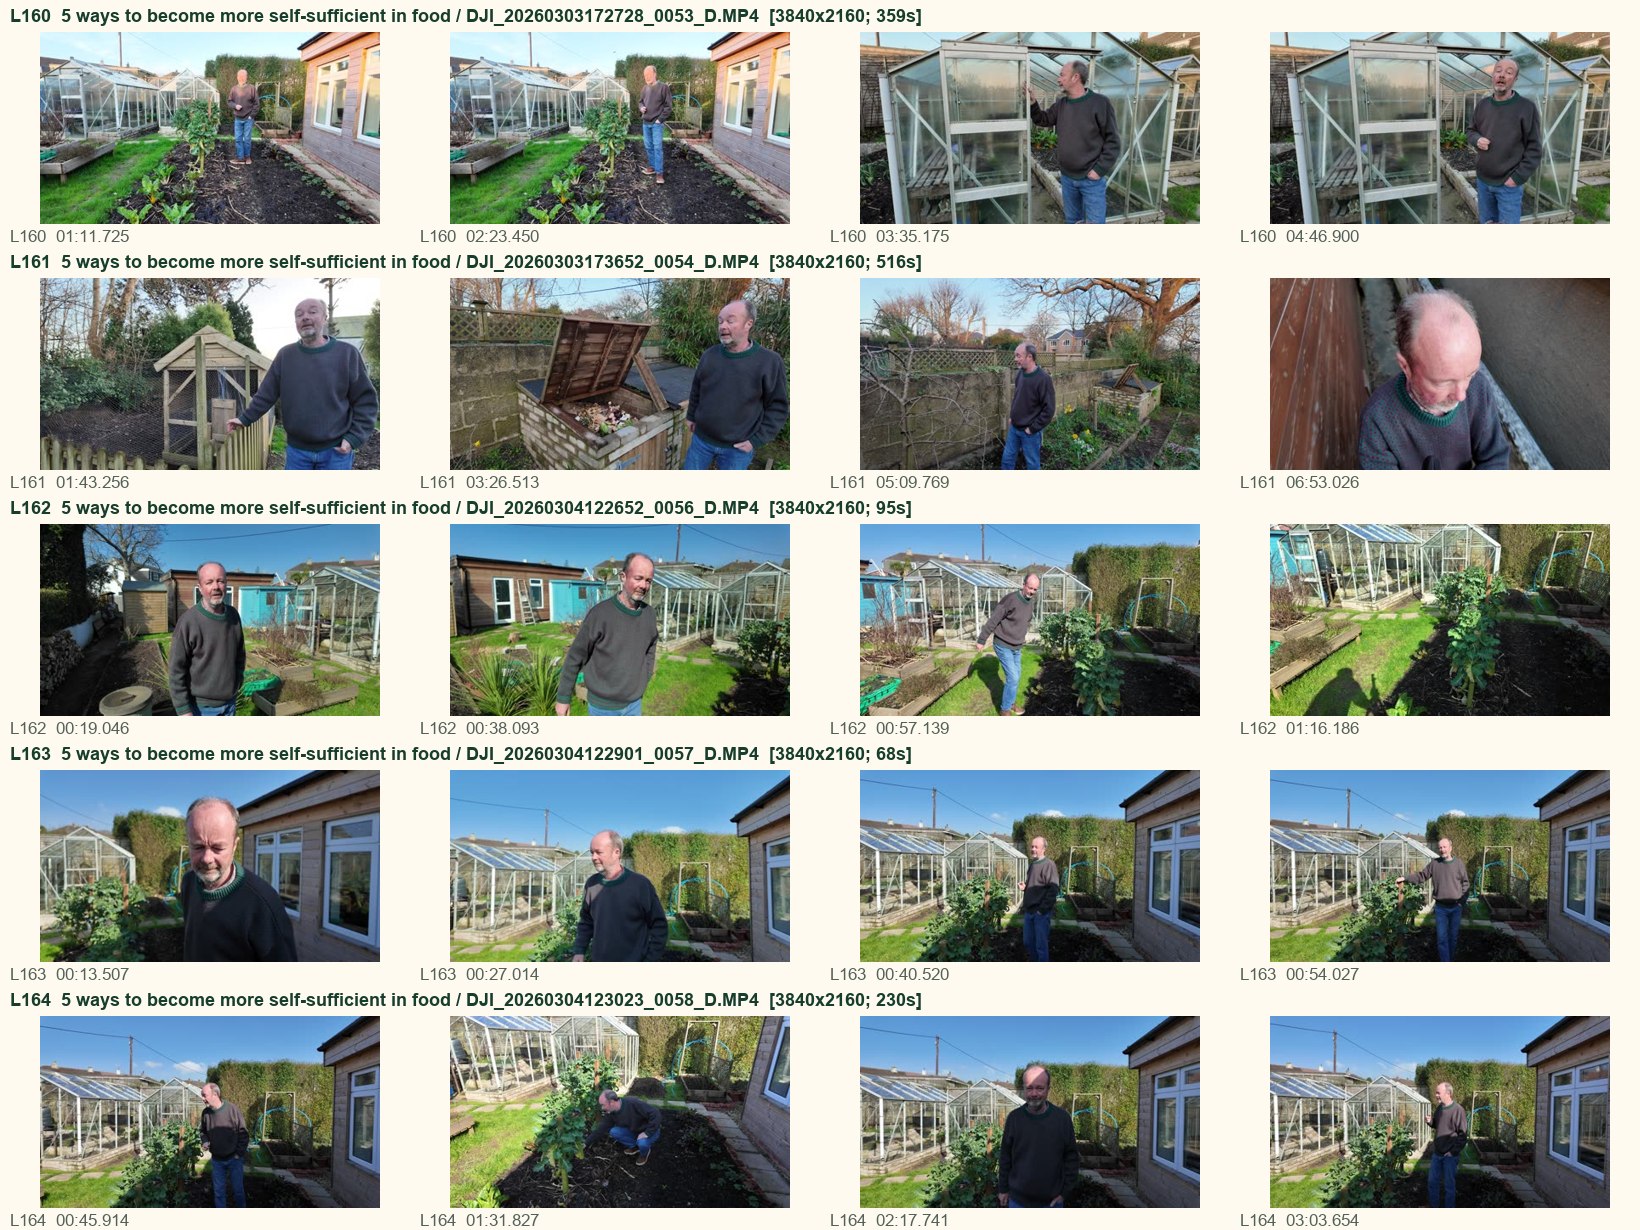 L160 5 ways to become more self-sufficient in food / DJI_20260303172728_0053_D.MP4 [3840x2160; 359s]
L160 01:11.725
L160 02:23.450
L160 03:35.175
L160 04:46.900
L161 5 ways to become more self-sufficient in food / DJI_20260303173652_0054_D.MP4 [3840x2160; 516s]
L161 01:43.256
L161 03:26.513
L161 05:09.769
L161 06:53.026
L162 5 ways to become more self-sufficient in food / DJI_20260304122652_0056_D.MP4 [3840x2160; 95s]
L162 00:19.046
L162 00:38.093
L162 00:57.139
L162 01:16.186
L163 5 ways to become more self-sufficient in food / DJI_20260304122901_0057_D.MP4 [3840x2160; 68s]
L163 00:13.507
L163 00:27.014
L163 00:40.520
L163 00:54.027
L164 5 ways to become more self-sufficient in food / DJI_20260304123023_0058_D.MP4 [3840x2160; 230s]
L164 00:45.914
L164 01:31.827
L164 02:17.741
L164 03:03.654